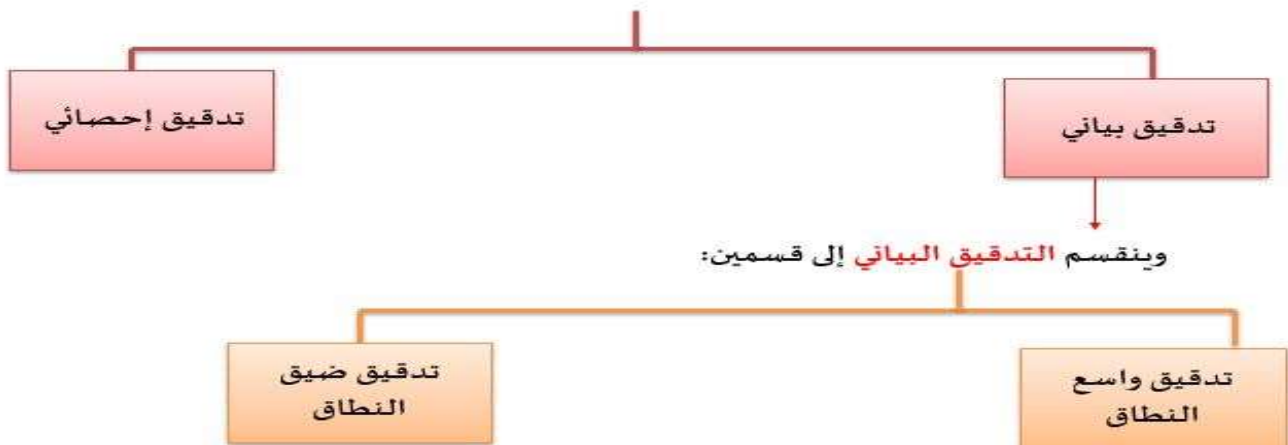 تدقيق بياني
تدقيق إحصائي
وينقسم التدقيق البياني إلى قسمين:
تدقيق واسع
النطاق
تدقيق ضيق
النطاق